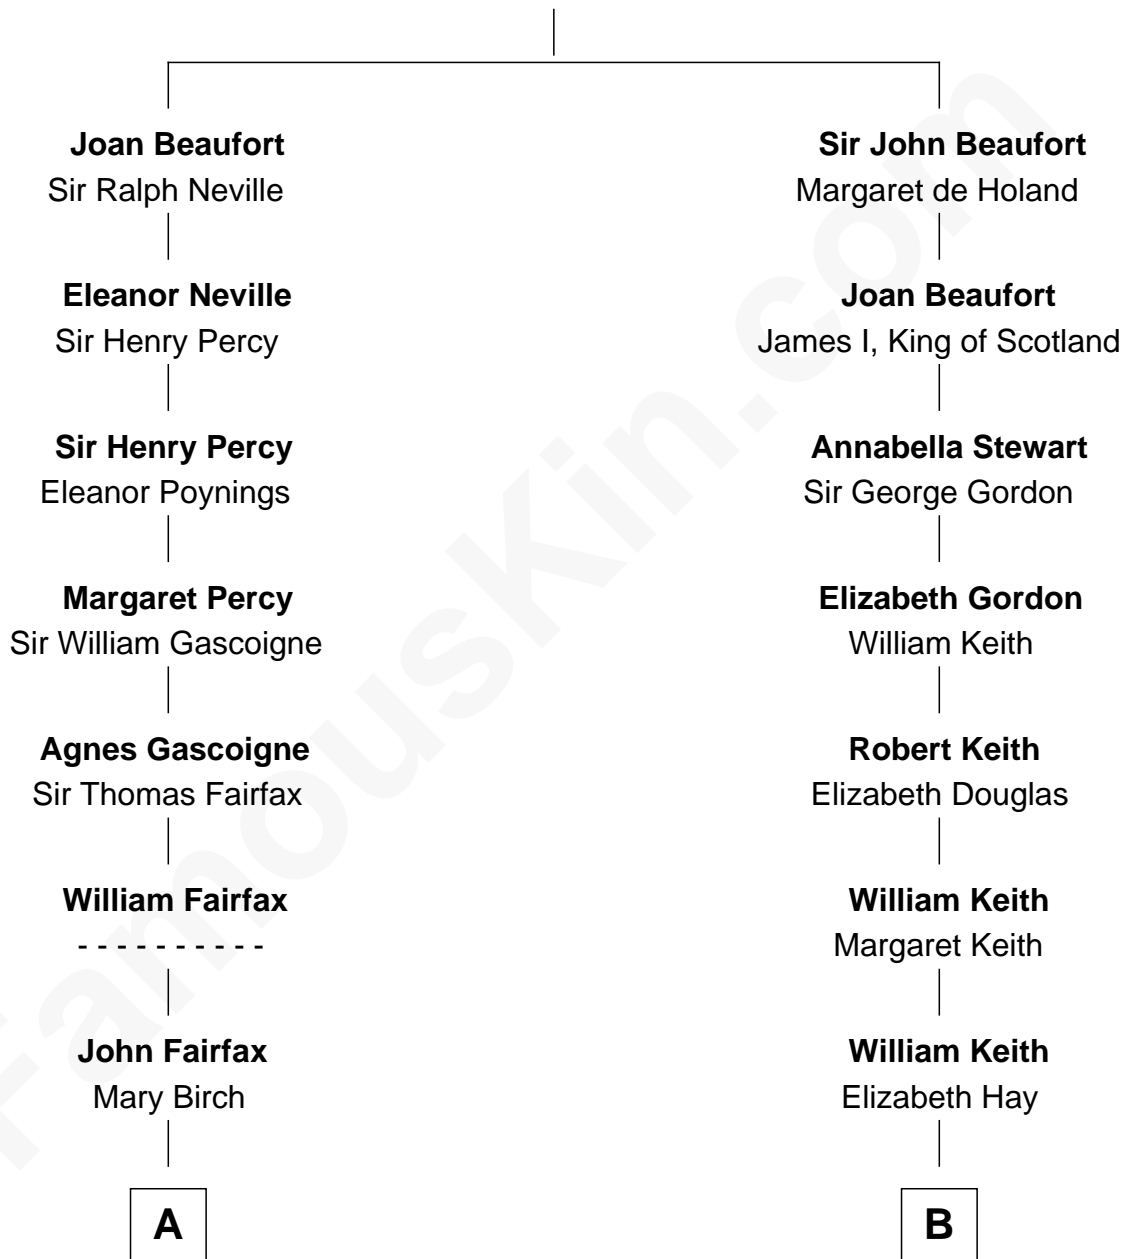 Joan Beaufort
Sir Ralph Neville
Eleanor Neville
Sir Henry Percy
Sir Henry Percy
Eleanor Poynings
Margaret Percy
Sir William Gascoigne
Agnes Gascoigne
Sir Thomas Fairfax
William Fairfax
- - - - - - - - - -
John Fairfax
Mary Birch
A
Sir John Beaufort
Margaret de Holand
Joan Beaufort
James I, King of Scotland
Annabella Stewart
Sir George Gordon
Elizabeth Gordon
William Keith
Robert Keith
Elizabeth Douglas
William Keith
Margaret Keith
William Keith
Elizabeth Hay
B
FamousKin.com